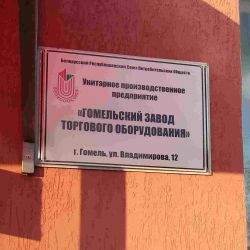 Белорусский Республиканский Союз Потребительских Обществ
Унитарное производственное
предприятие
«ГОМЕЛЬСКИЙ ЗАВОД
ТОРГОВОГО ОБОРУДОВАНИЯ»
г. Гомель, ул. Владимирова, 12